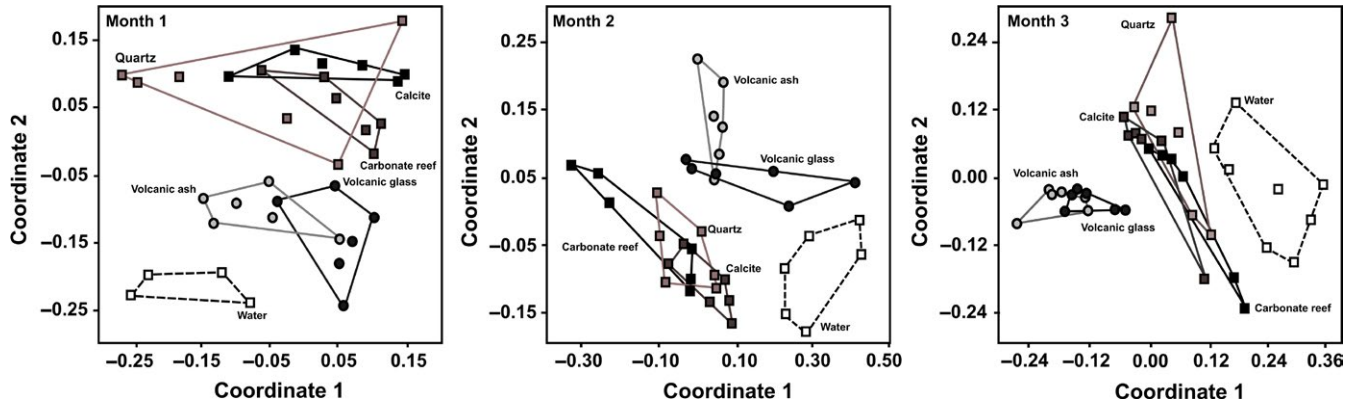 Month 1
Coordinate 2
0.15
0.05
−0.05
−0.15
−0.25
Quartz
Calcite
Carbonate reef
Volcanic ash
Volcanic glass
Water
−0.25
−0.15
−0.05
0.05
0.15
Coordinate 1
Month 2
Coordinate 2
0.25
0.15
0.05
−0.05
−0.15
Volcanic ash
Volcanic glass
Carbonate reef
Quartz
Calcite
Water
−0.30
−0.10
0.10
0.30
0.50
Coordinate 1
Month 3
Coordinate 2
0.24
0.12
0.00
−0.12
−0.24
Quartz
Water
Calcite
Volcanic ash
Volcanic glass
Carbonate reef
−0.24
−0.12
0.00
0.12
0.24
0.36
Coordinate 1